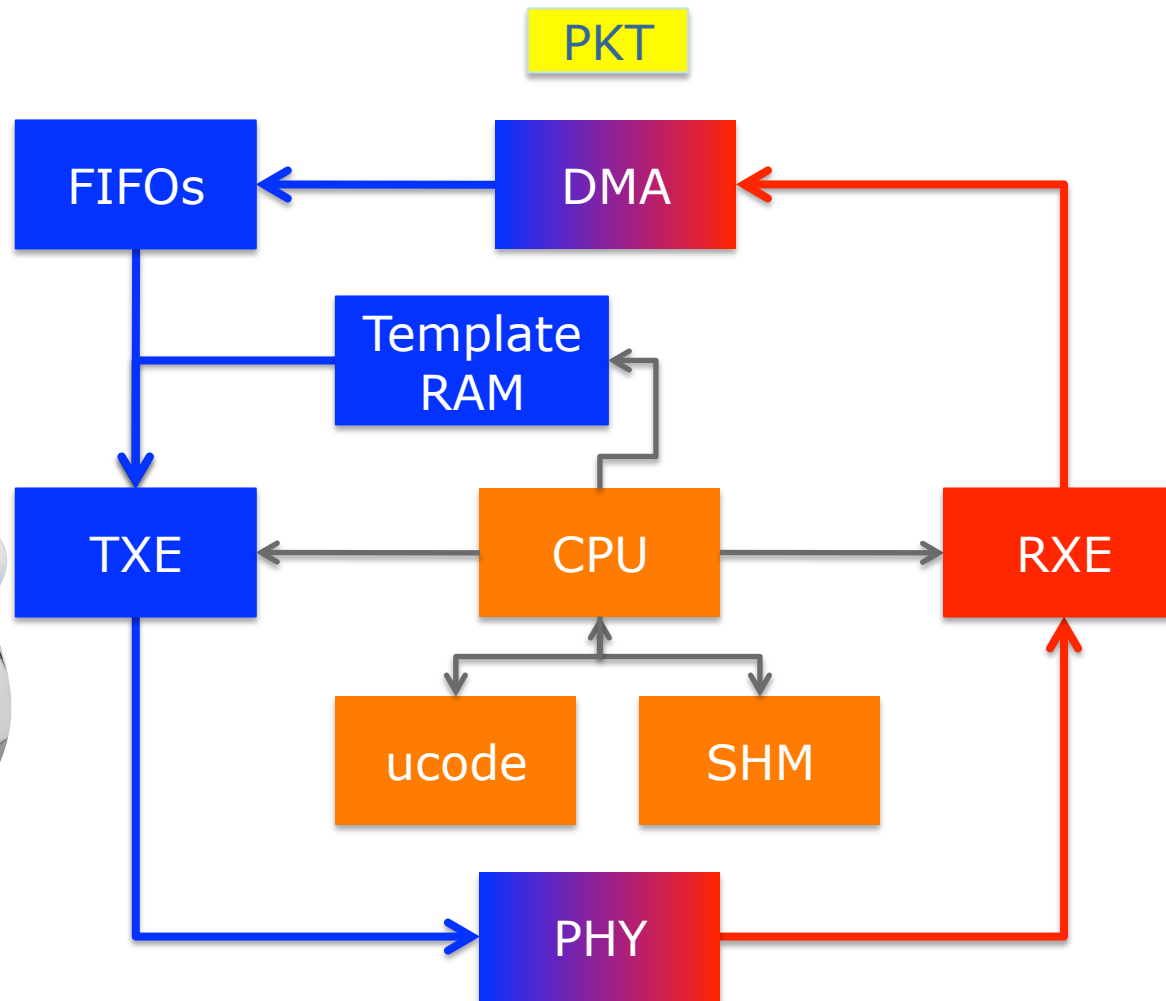 PKT
FIFOs
DMA
Template
RAM
TXE
CPU
RXE
ucode
SHM
PHY